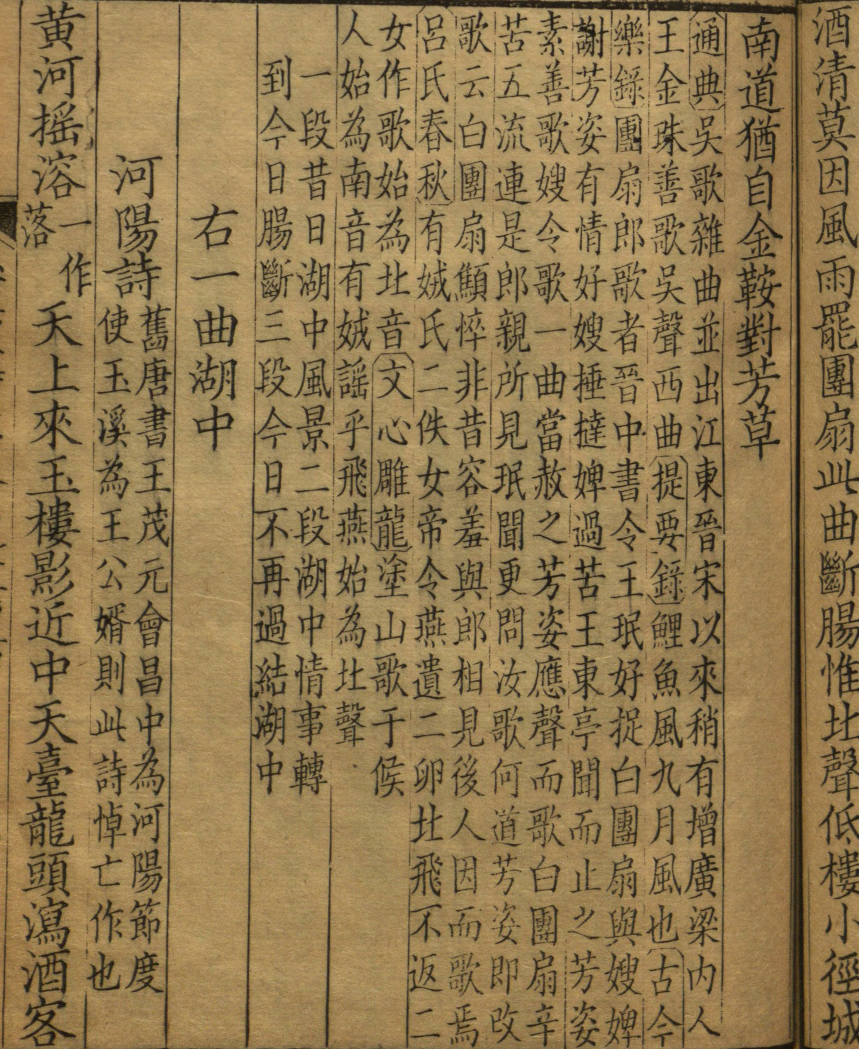 酒清莫因風雨罷團扇此曲斷腸惟北聲低樓小徑城
南道猶自金鞍對芳草
通典吳歌雜曲並出江東晉宋以來稍有增廣梁內人
王金珠善歌吳聲西曲提要錄鯉魚風九月風也古今
樂錄團扇郎歌者晉中書令王珉好捉白團扇與嫂婢
謝芳姿有情好嫂捶撻婢過苦王東亭聞而止之芳姿
素善歌嫂令歌一曲當赦之芳姿應聲而歌白團扇辛
苦五流連是郎親所見珉聞更問汝歌何道芳姿即改
歌云白團扇顦悴非昔容羞與郎相見後人因而歌焉
呂氏春秋有娀氏二佚女帝令燕遺二卵北飛不返二
女作歌始為北音文心雕龍塗山歌于候
人始為南音有娀謠乎飛燕始為北聲
一段昔日湖中風景二段湖中情事轉
到今日腸斷三段今日不再過結湖中
右一曲湖中
河陽詩
舊唐書王茂元會昌中為河陽節度
使玉溪為王公婿則此詩悼亡作也
黃河搖溶
一作
落
天上來玉樓影近中天臺龍頭瀉酒客